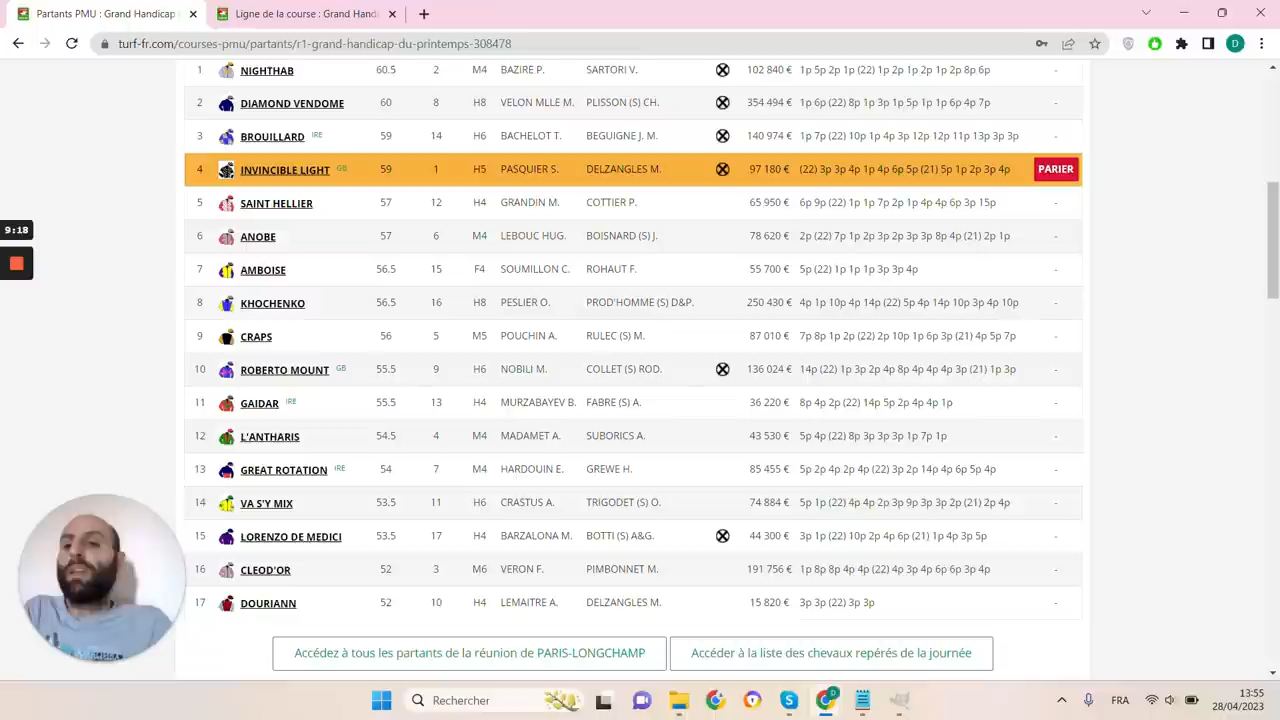 Partants PMU : Grand Handicap
Ligne de la course : Grand Handi
turf-fr.com/courses-pmu/partants/r1-grand-handicap-du-printemps-308478
1 NIGHTHAB 60.5 2 M4 BAZIRE P. SARTORI V. 102 840 € 1p 5p 2p 1p (22) 1p 2p 1p 2p 1p 2p 8p 6p -
2 DIAMOND VENDOME 60 8 H8 VELON MLLE M. PLISSON (S) CH. 354 494 € 1p 6p (22) 8p 1p 3p 1p 5p 1p 1p 6p 4p 7p -
3 BROUILLARD IRE 59 14 H6 BACHELOT T. BEGUIGNE J. M. 140 974 € 1p 7p (22) 10p 1p 4p 3p 12p 12p 11p 13p 3p 3p -
4 INVINCIBLE LIGHT GB 59 1 H5 PASQUIER S. DELZANGLES M. 97 180 € (22) 3p 3p 4p 1p 4p 6p 5p (21) 5p 1p 2p 3p 4p PARIER
5 SAINT HELLIER 57 12 H4 GRANDIN M. COTTIER P. 65 950 € 6p 9p (22) 1p 1p 7p 2p 1p 4p 4p 6p 3p 15p -
9:18
6 ANOBE 57 6 M4 LEBOUC HUG. BOISNARD (S) J. 78 620 € 2p (22) 7p 1p 2p 3p 2p 3p 3p 8p 4p (21) 2p 1p -
7 AMBOISE 56.5 15 F4 SOUMILLON C. ROHAUT F. 55 700 € 5p (22) 1p 1p 1p 3p 3p 4p -
8 KHOCHENKO 56.5 16 H8 PESLIER O. PROD'HOMME (S) D&P. 250 430 € 4p 1p 10p 4p 14p (22) 5p 4p 14p 10p 3p 4p 10p -
9 CRAPS 56 5 M5 POUCHIN A. RULEC (S) M. 87 010 € 7p 8p 1p 2p (22) 2p 10p 1p 6p 3p (21) 4p 5p 7p -
10 ROBERTO MOUNT GB 55.5 9 H6 NOBILI M. COLLET (S) ROD. 136 024 € 14p (22) 1p 3p 2p 4p 8p 4p 4p 4p 3p (21) 1p 3p -
11 GAIDAR IRE 55.5 13 H4 MURZABAYEV B. FABRE (S) A. 36 220 € 8p 4p 2p (22) 14p 5p 2p 4p 4p 1p -
12 L'ANTHARIS 54.5 4 M4 MADAMET A. SUBORICS A. 43 530 € 5p 4p (22) 8p 3p 3p 3p 1p 7p 1p -
13 GREAT ROTATION IRE 54 7 M4 HARDOUIN E. GREWE H. 85 455 € 5p 2p 4p 2p 4p (22) 3p 2p 14p 4p 6p 5p 4p -
14 VA S'Y MIX 53.5 11 H6 CRASTUS A. TRIGODET (S) O. 74 884 € 5p 1p (22) 4p 4p 2p 3p 9p 3p 3p 2p (21) 2p 4p -
15 LORENZO DE MEDICI 53.5 17 H4 BARZALONA M. BOTTI (S) A&G. 44 300 € 3p 1p (22) 10p 2p 4p 6p (21) 1p 4p 3p 5p -
16 CLEOD'OR 52 3 M6 VERON F. PIMBONNET M. 191 756 € 1p 8p 8p 4p 4p (22) 4p 3p 4p 6p 6p 3p 4p -
17 DOURIANN 52 10 H4 LEMAITRE A. DELZANGLES M. 15 820 € 3p 3p (22) 3p 3p -
Accédez à tous les partants de la réunion de PARIS-LONGCHAMP
Accéder à la liste des chevaux repérés de la journée
Rechercher
FRA
13:55
28/04/2023